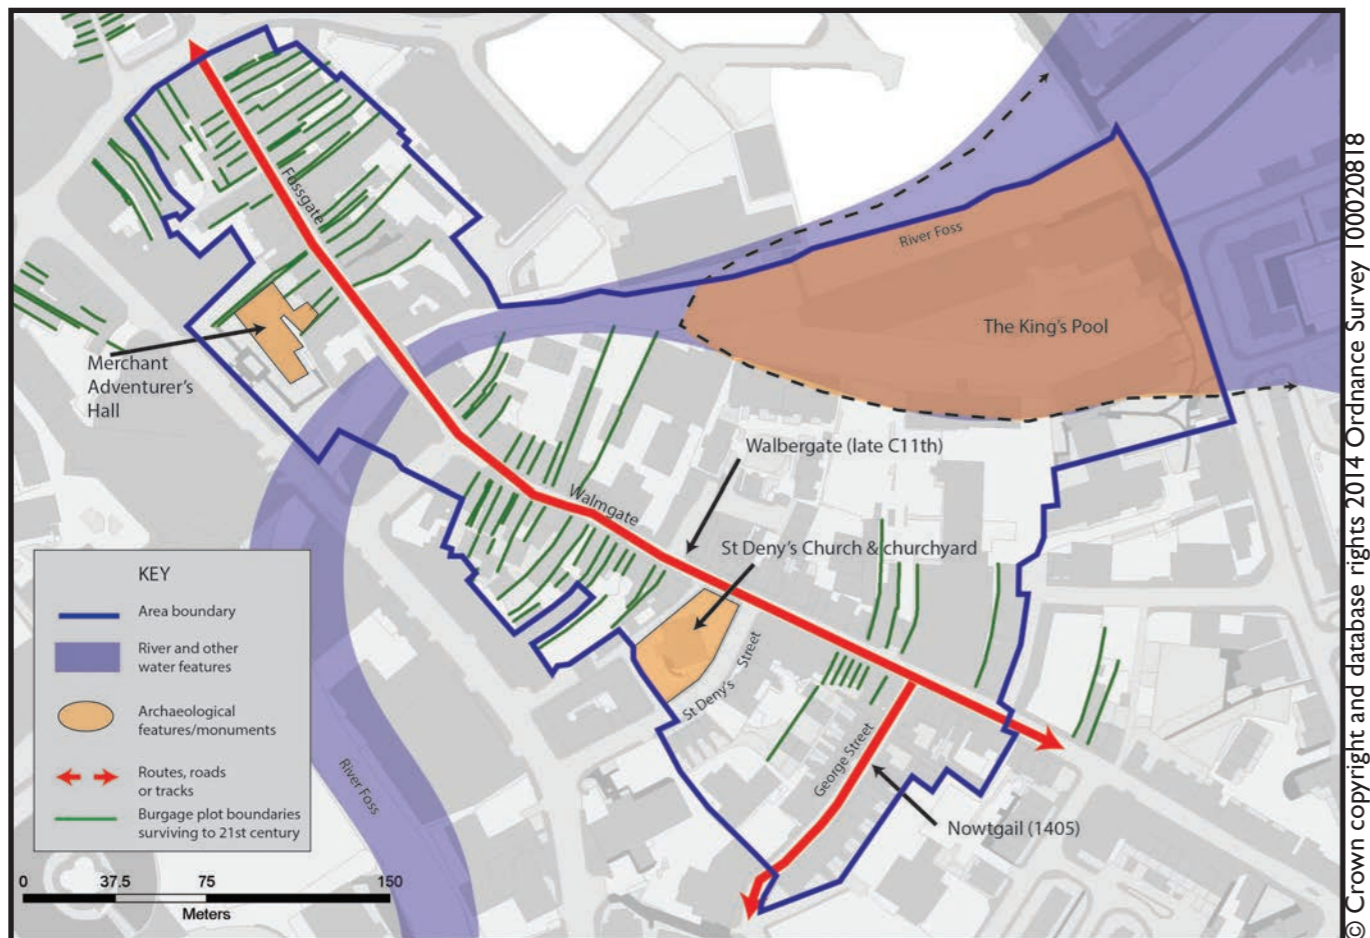 Fossgate
River Foss
The King's Pool
Merchant
Adventurer's
Hall
Walbergate (late C11th)
Walmgate
St Deny's Church & churchyard
St Deny's Street
George Street
Nowtgail (1405)
River Foss
KEY
Area boundary
River and other
water features
Archaeological
features/monuments
Routes, roads
or tracks
Burgage plot boundaries
surviving to 21st century
0 37.5 75 150
Meters
© Crown copyright and database rights 2014 Ordnance Survey 100020818